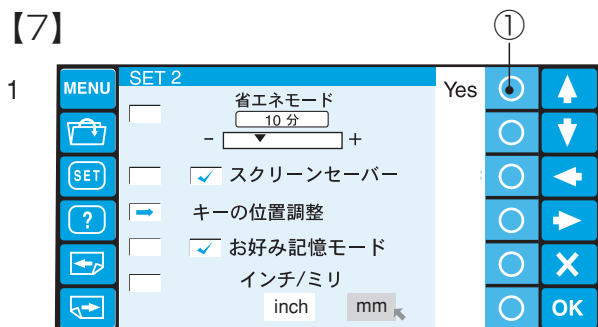 【7】
①
1
MENU
SET 2
Yes
省エネモード
10 分
- +
SET
スクリーンセーバー
?
キーの位置調整
お好み記憶モード
インチ/ミリ
inch mm
OK